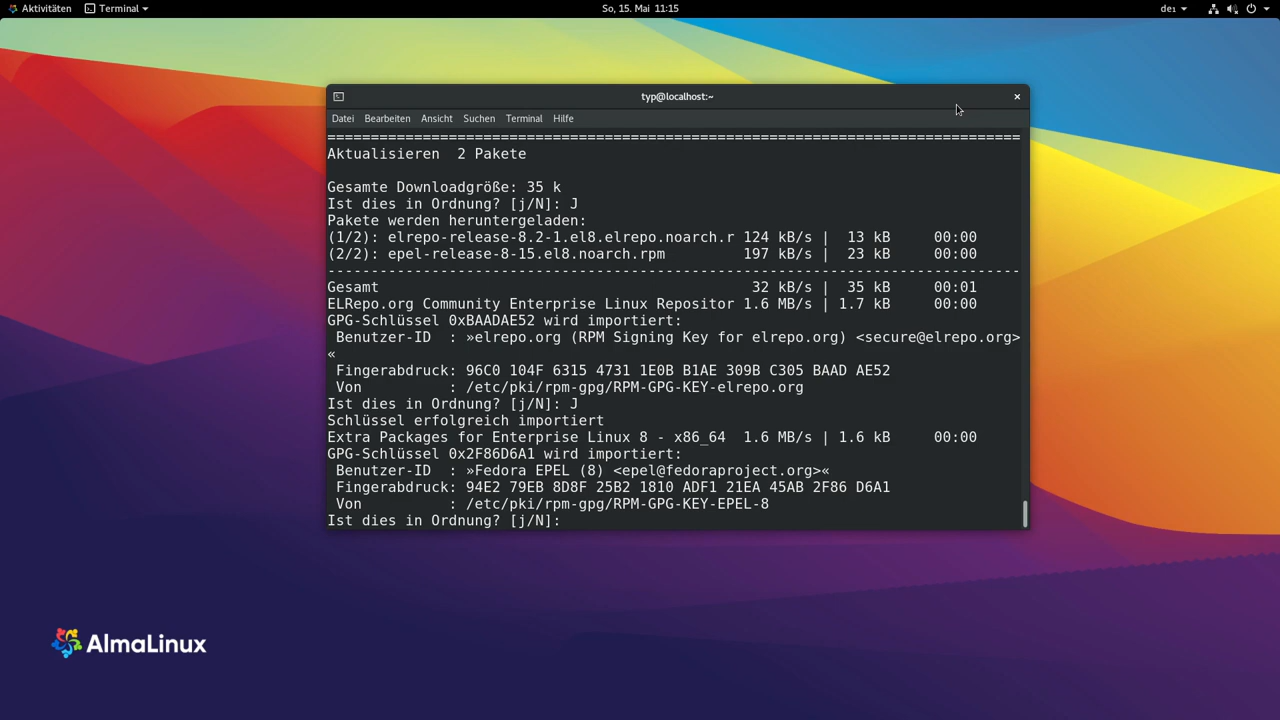 Aktivitäten Terminal So, 15. Mai 11:15 de1
typ@localhost:~
Datei Bearbeiten Ansicht Suchen Terminal Hilfe
================================================================================
Aktualisieren  2 Pakete
Gesamte Downloadgröße: 35 k
Ist dies in Ordnung? [j/N]: J
Pakete werden heruntergeladen:
(1/2): elrepo-release-8.2-1.el8.elrepo.noarch.r 124 kB/s |  13 kB     00:00
(2/2): epel-release-8-15.el8.noarch.rpm         197 kB/s |  23 kB     00:00
--------------------------------------------------------------------------------
Gesamt                                           32 kB/s |  35 kB     00:01
ELRepo.org Community Enterprise Linux Repositor 1.6 MB/s | 1.7 kB     00:00
GPG-Schlüssel 0xBAADAE52 wird importiert:
 Benutzer-ID  : »elrepo.org (RPM Signing Key for elrepo.org) <secure@elrepo.org>
«
 Fingerabdruck: 96C0 104F 6315 4731 1E0B B1AE 309B C305 BAAD AE52
 Von          : /etc/pki/rpm-gpg/RPM-GPG-KEY-elrepo.org
Ist dies in Ordnung? [j/N]: J
Schlüssel erfolgreich importiert
Extra Packages for Enterprise Linux 8 - x86_64  1.6 MB/s | 1.6 kB     00:00
GPG-Schlüssel 0x2F86D6A1 wird importiert:
 Benutzer-ID  : »Fedora EPEL (8) <epel@fedoraproject.org>«
 Fingerabdruck: 94E2 79EB 8D8F 25B2 1810 ADF1 21EA 45AB 2F86 D6A1
 Von          : /etc/pki/rpm-gpg/RPM-GPG-KEY-EPEL-8
Ist dies in Ordnung? [j/N]:
AlmaLinux